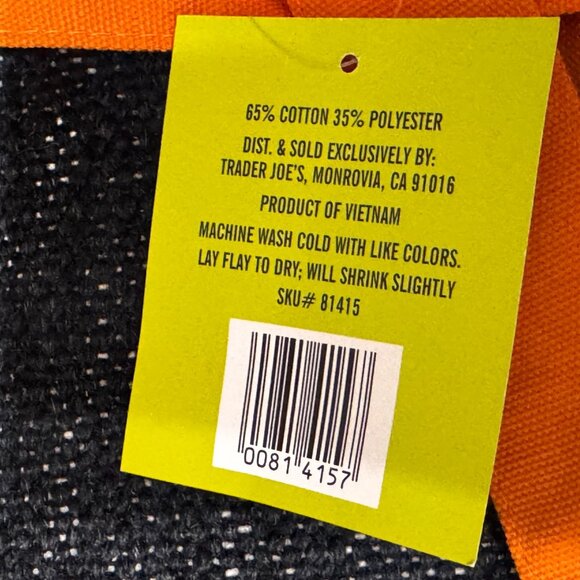 65% COTTON 35% POLYESTER
DIST. & SOLD EXCLUSIVELY BY:
TRADER JOE'S, MONROVIA, CA 91016
PRODUCT OF VIETNAM
MACHINE WASH COLD WITH LIKE COLORS.
LAY FLAY TO DRY; WILL SHRINK SLIGHTLY
SKU# 81415
0081 4157